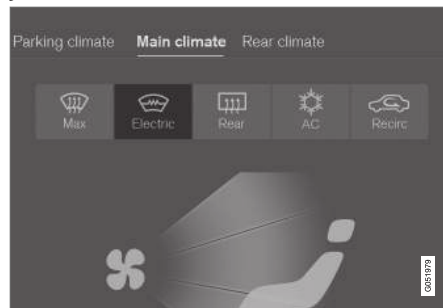 Parking climate Main climate Rear climate
Max Electric Rear AC Recirc
G051979